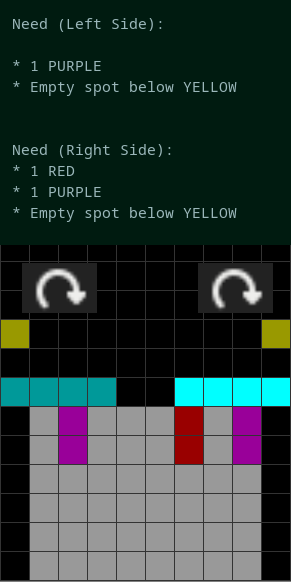 Need (Left Side):
* 1 PURPLE
* Empty spot below YELLOW
Need (Right Side):
* 1 RED
* 1 PURPLE
* Empty spot below YELLOW